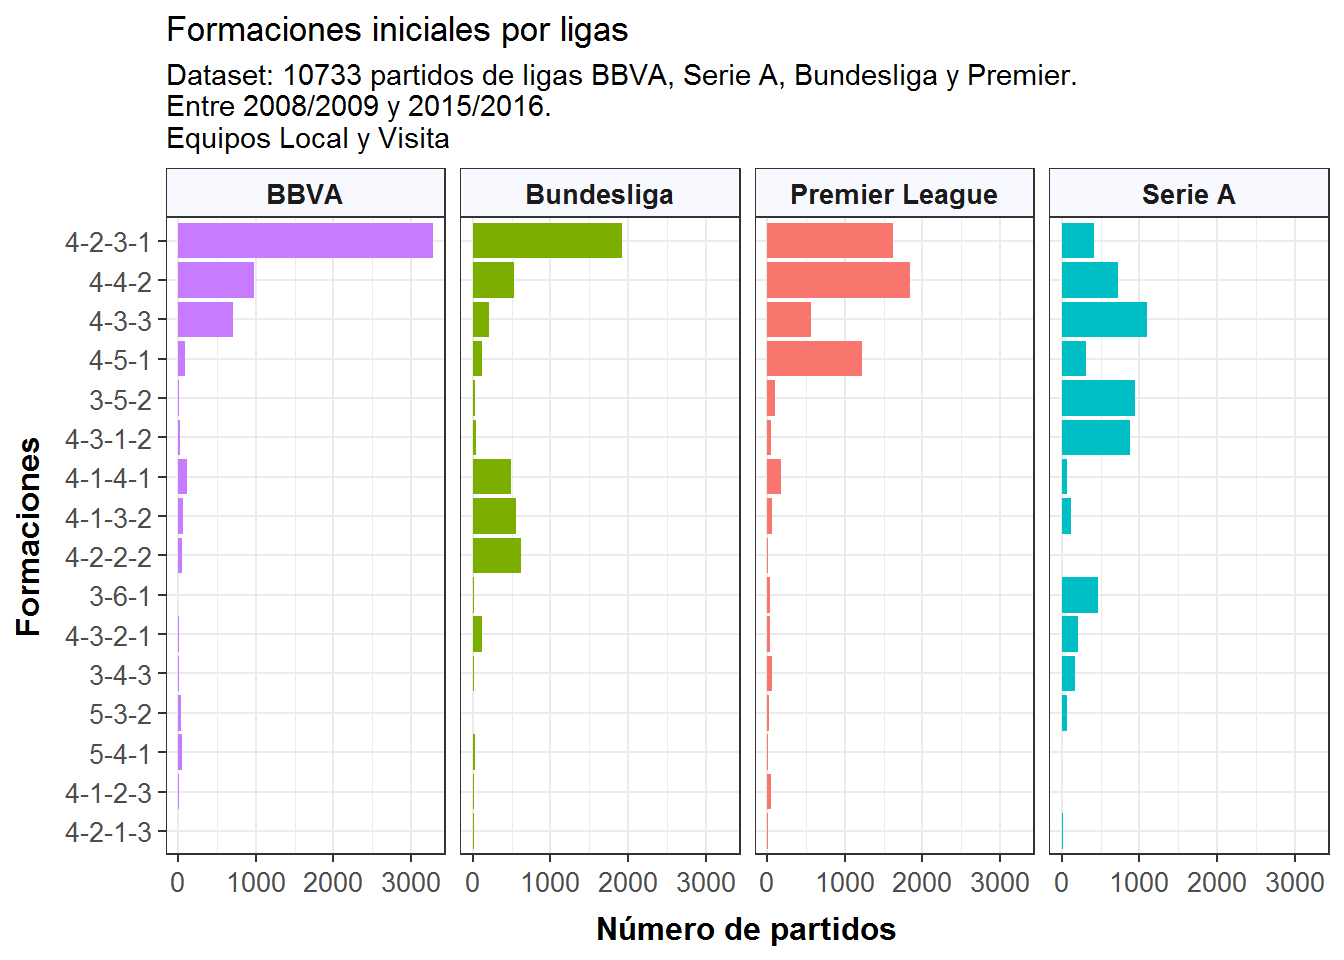 Formaciones iniciales por ligas
Dataset: 10733 partidos de ligas BBVA, Serie A, Bundesliga y Premier.
Entre 2008/2009 y 2015/2016.
Equipos Local y Visita
BBVA
Bundesliga
Premier League
Serie A
Formaciones
4-2-3-1
4-4-2
4-3-3
4-5-1
3-5-2
4-3-1-2
4-1-4-1
4-1-3-2
4-2-2-2
3-6-1
4-3-2-1
3-4-3
5-3-2
5-4-1
4-1-2-3
4-2-1-3
0 1000 2000 3000
0 1000 2000 3000
0 1000 2000 3000
0 1000 2000 3000
Número de partidos